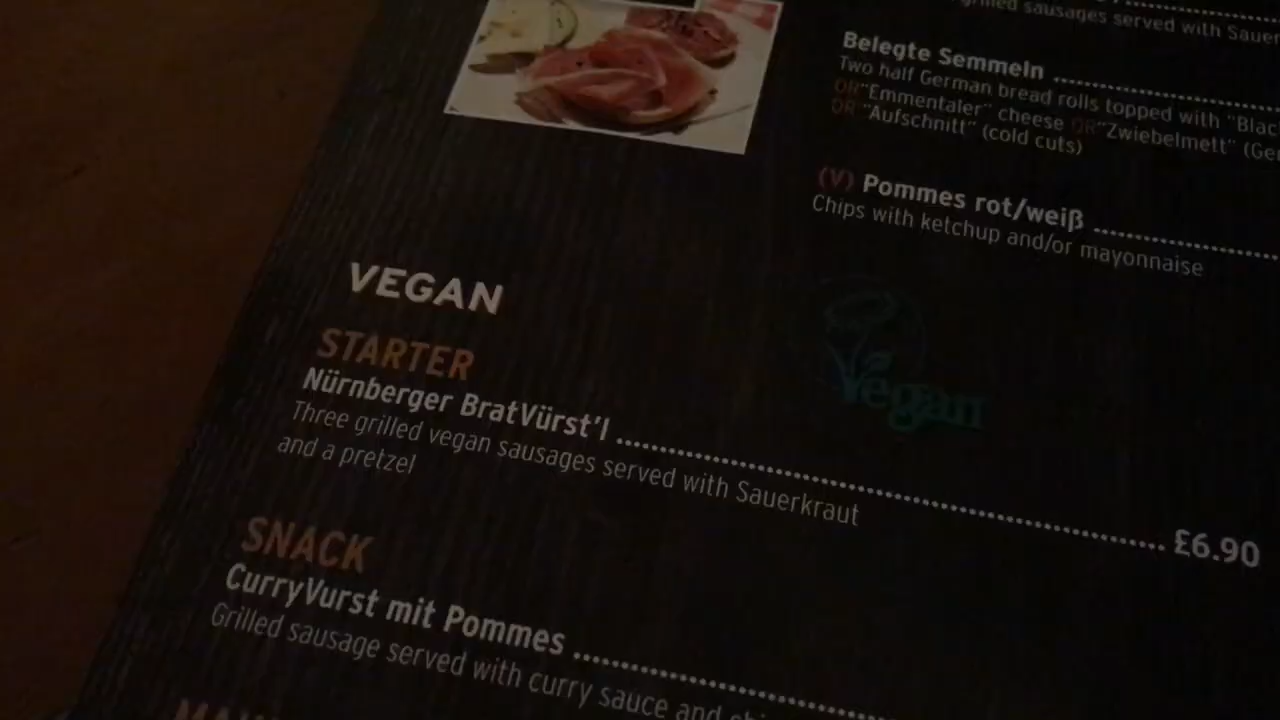 grilled sausages served with Sauer
Belegte Semmeln
Two half German bread rolls topped with "Blac
OR "Emmentaler" cheese OR "Zwiebelmett" (Ge
OR "Aufschnitt" (cold cuts)
(V) Pommes rot/weiß
Chips with ketchup and/or mayonnaise
VEGAN
Vegan
STARTER
Nürnberger BratVürst'l ........ £6.90
Three grilled vegan sausages served with Sauerkraut
and a pretzel
SNACK
CurryVurst mit Pommes
Grilled sausage served with curry sauce and